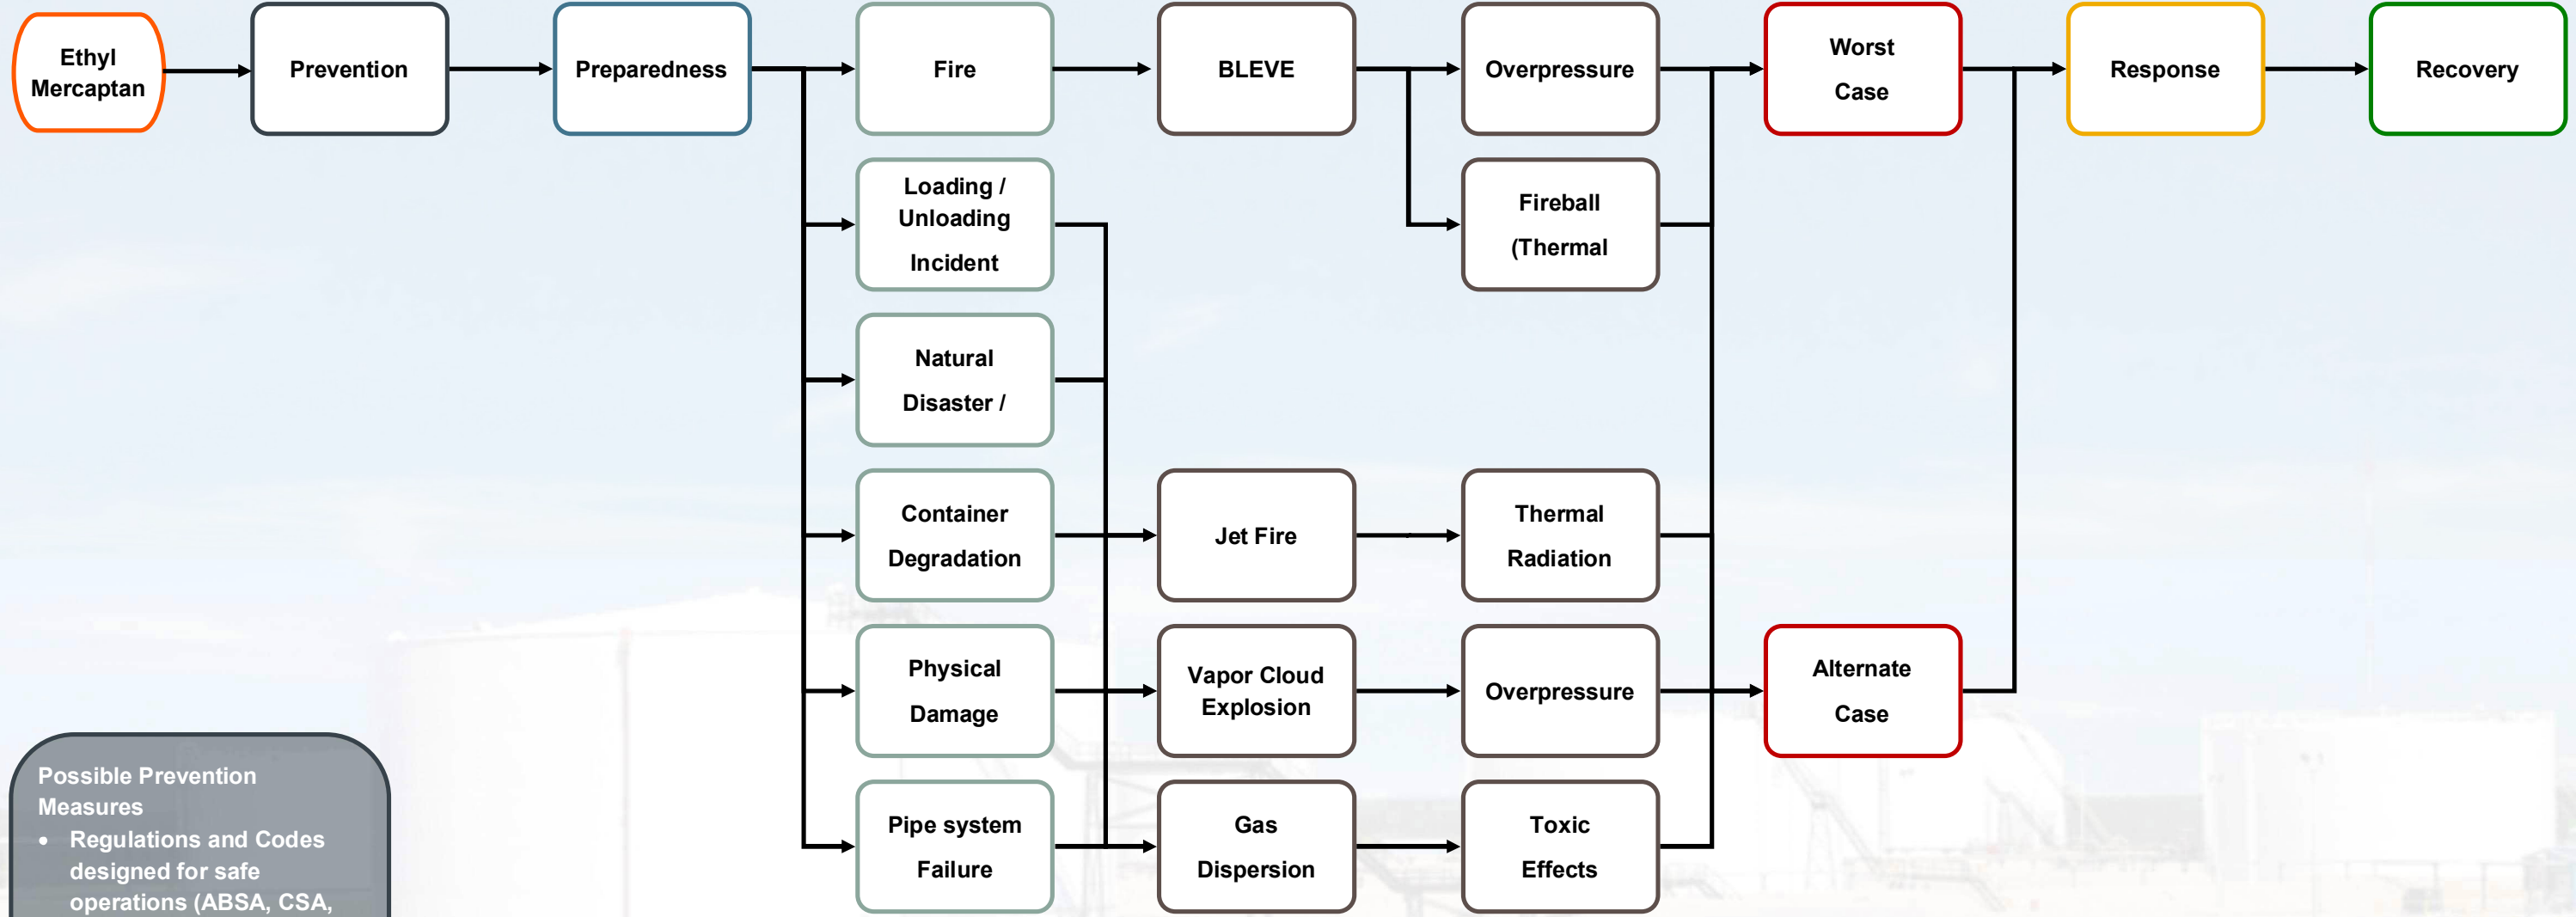 Ethyl
Mercaptan
Prevention
Preparedness
Fire
BLEVE
Overpressure
Worst
Case
Response
Recovery
Loading /
Unloading
Incident
Fireball
(Thermal
Natural
Disaster /
Container
Degradation
Jet Fire
Thermal
Radiation
Physical
Damage
Vapor Cloud
Explosion
Overpressure
Alternate
Case
Pipe system
Failure
Gas
Dispersion
Toxic
Effects
Possible Prevention
Measures
• Regulations and Codes
designed for safe
operations (ABSA, CSA,